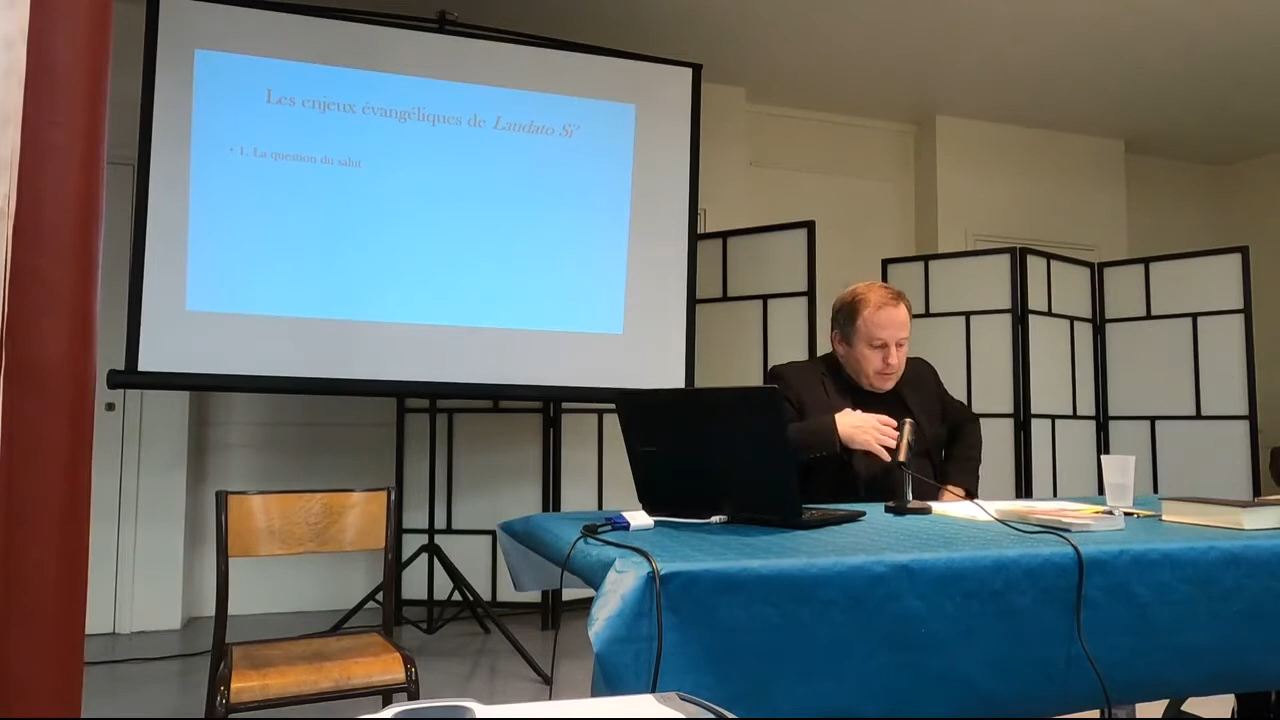 Les enjeux évangéliques de Laudato Si'
• 1. La question du salut